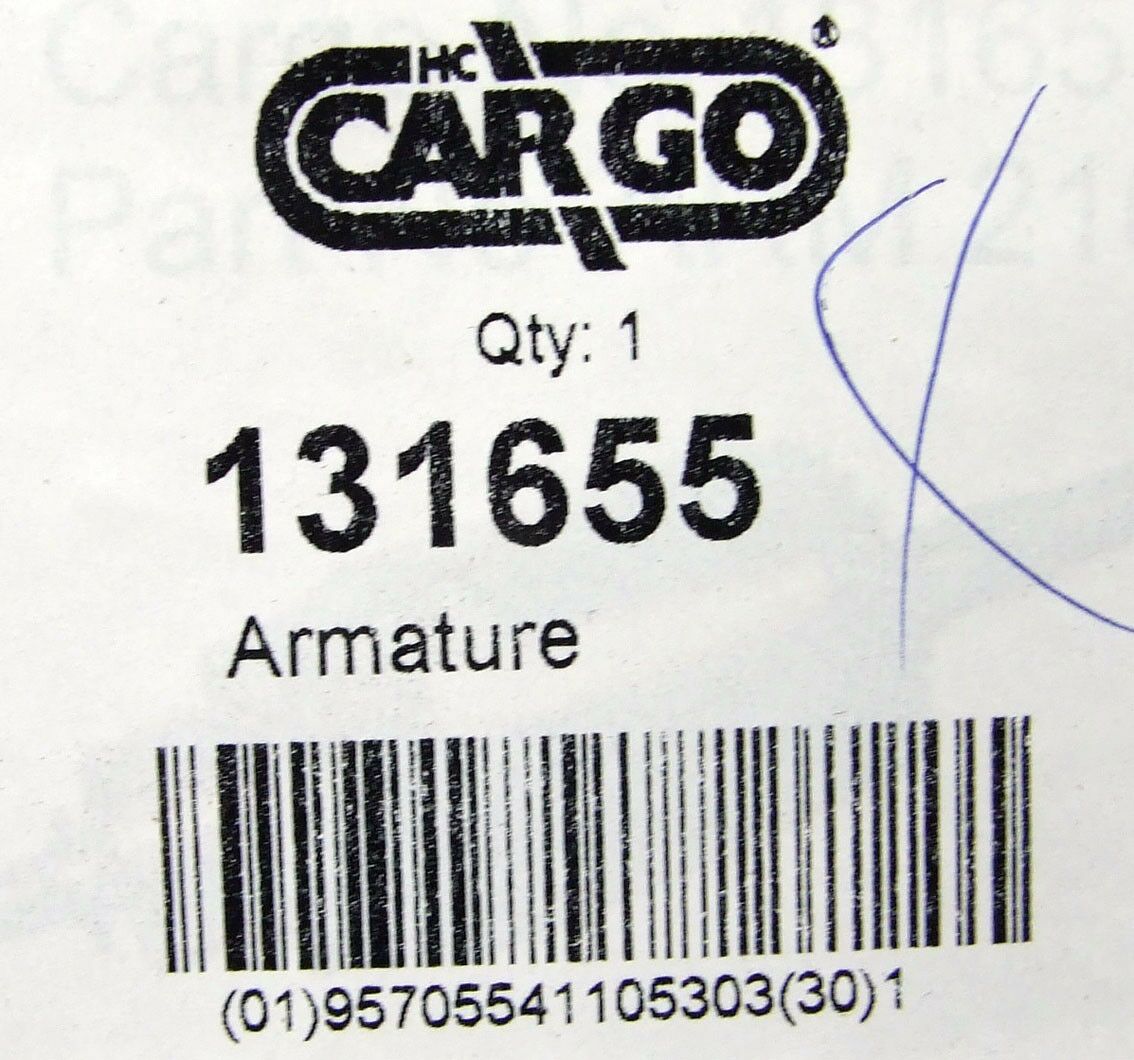 HC
CARGO®
Qty: 1
131655
Armature
(01)95705541105303(30)1